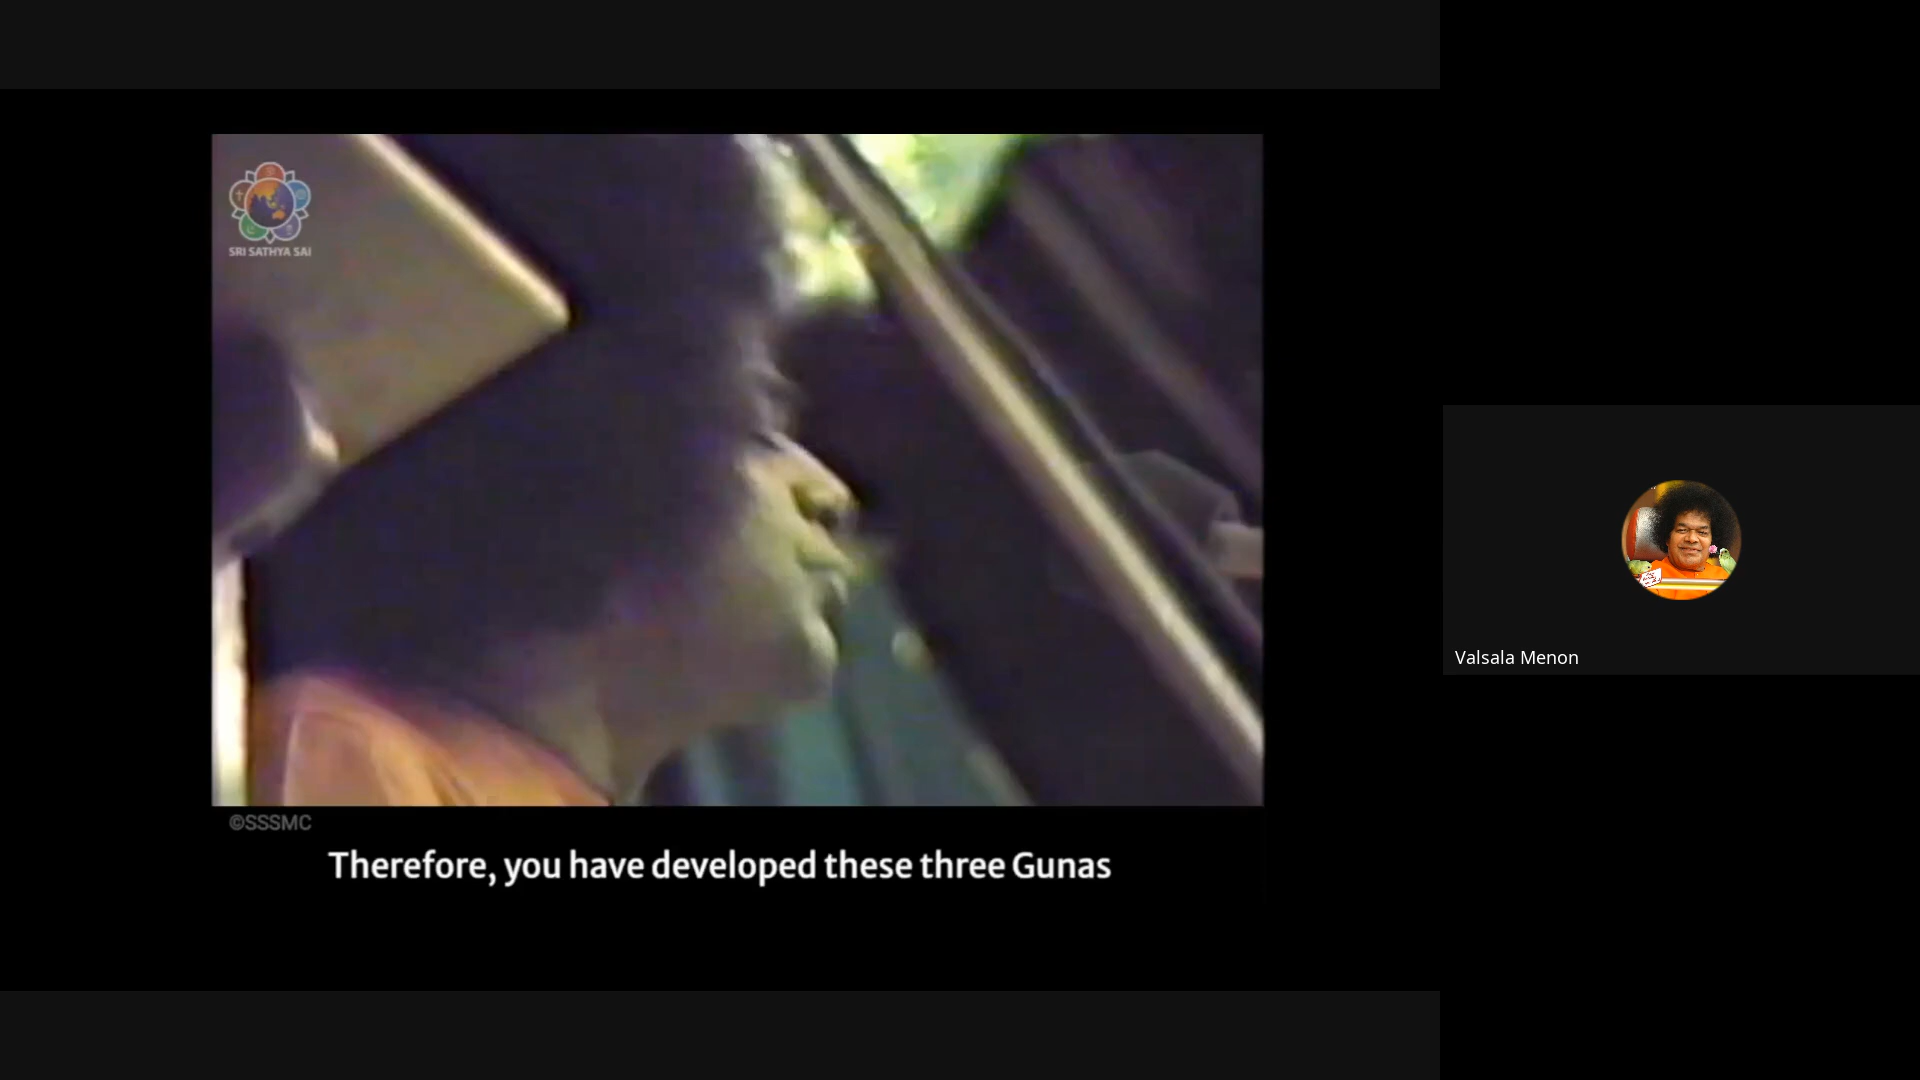 SRI SATHYA SAI
©SSSMC
Therefore, you have developed these three Gunas
Valsala Menon